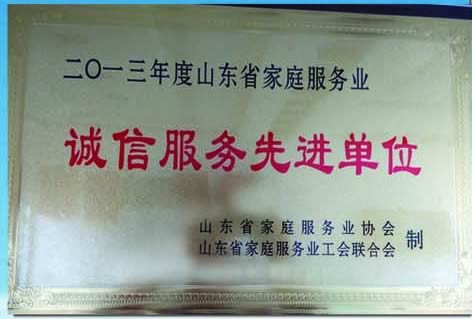 二〇一三年度山东省家庭服务业
诚信服务先进单位
山东省家庭服务业协会
山东省家庭服务业工会联合会 制